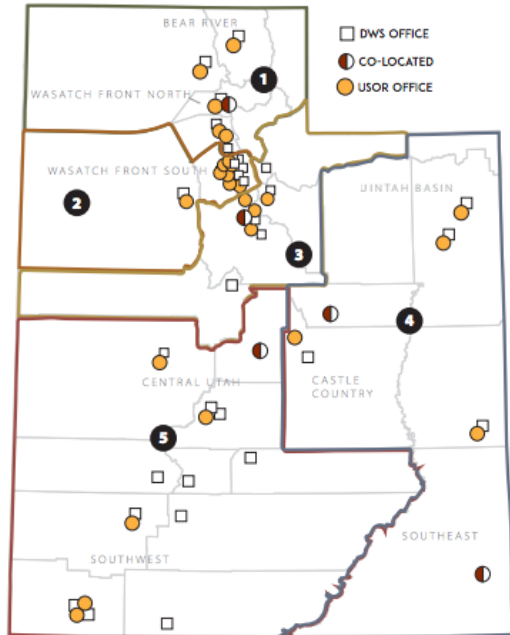 BEAR RIVER
DWS OFFICE
CO-LOCATED
USOR OFFICE
1
WASATCH FRONT NORTH
WASATCH FRONT SOUTH
UINTAH BASIN
2
3
4
CENTRAL UTAH
CASTLE
COUNTRY
5
SOUTHEAST
SOUTHWEST